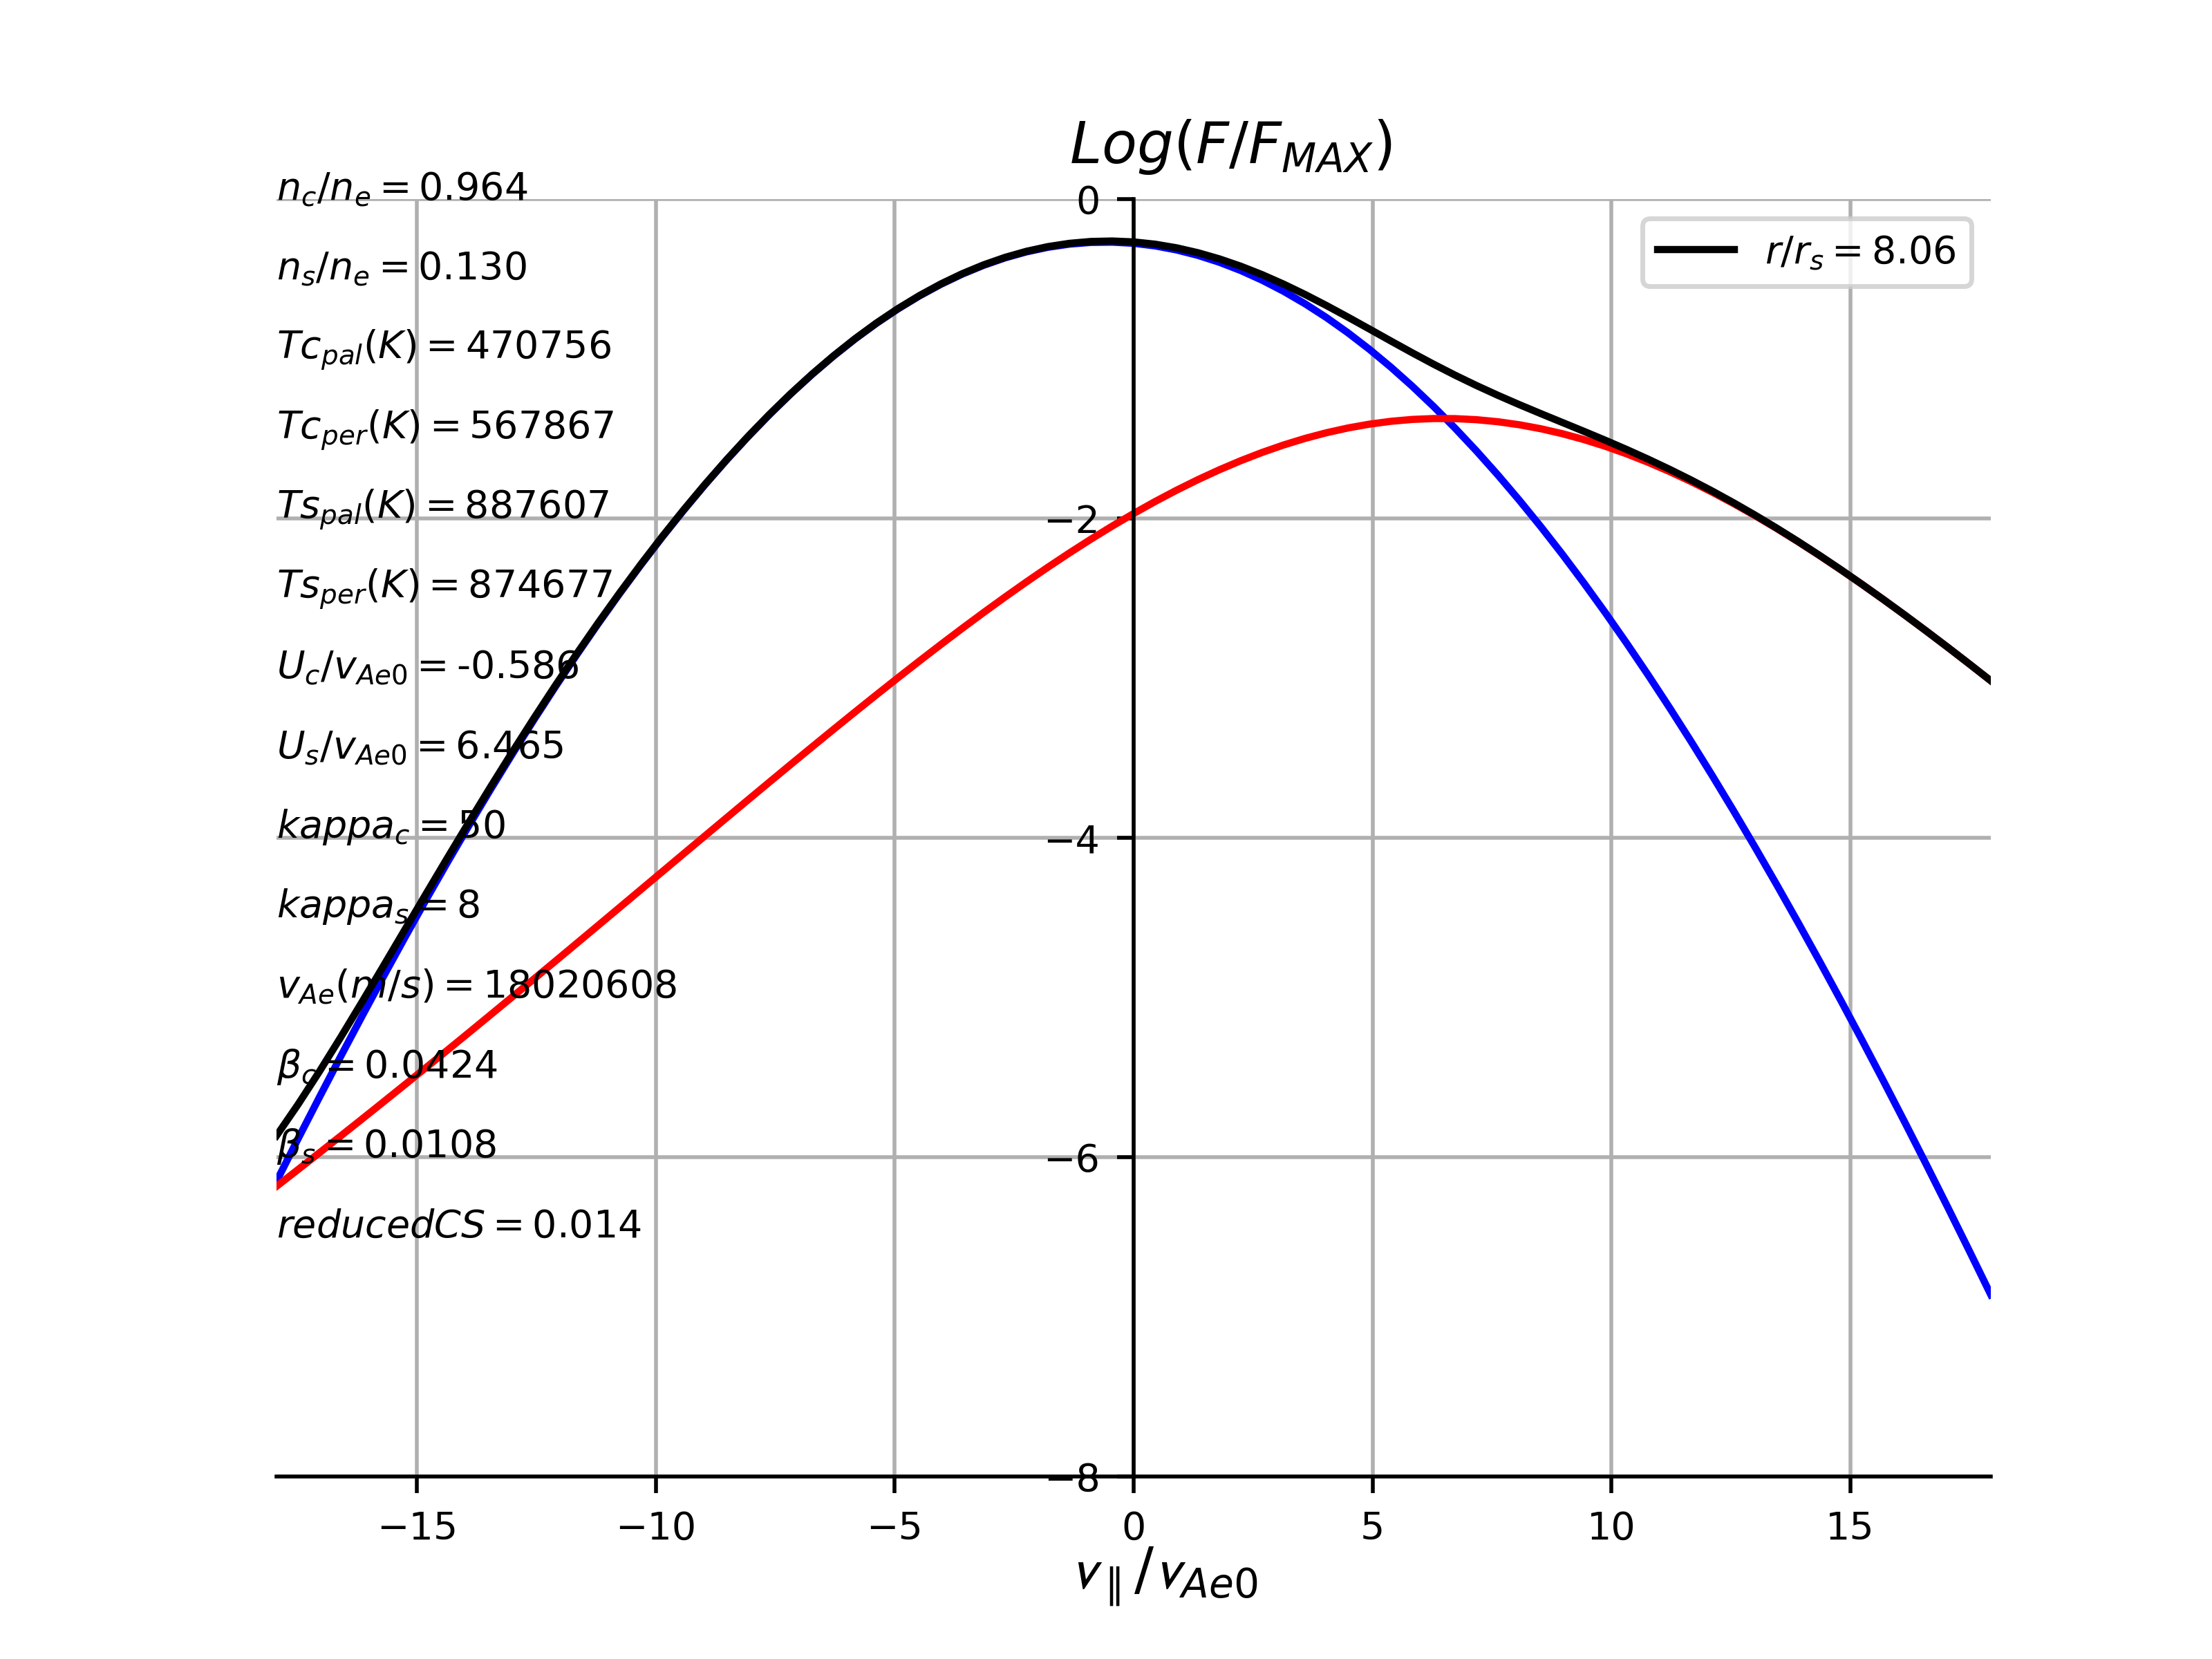 Log(F/F_MAX)
n_c/n_e = 0.964
0
r/r_s = 8.06
n_s/n_e = 0.130
Tc_pal(K) = 470756
Tc_per(K) = 567867
Ts_pal(K) = 887607
−2
Ts_per(K) = 874677
U_c/v_Ae0 = -0.586
U_s/v_Ae0 = 6.465
kappa_c = 50
−4
kappa_s = 8
v_Ae(m/s) = 18020608
β_c = 0.0424
β_s = 0.0108
−6
reducedCS = 0.014
−8
−15 −10 −5 0 5 10 15
v_∥/v_Ae0